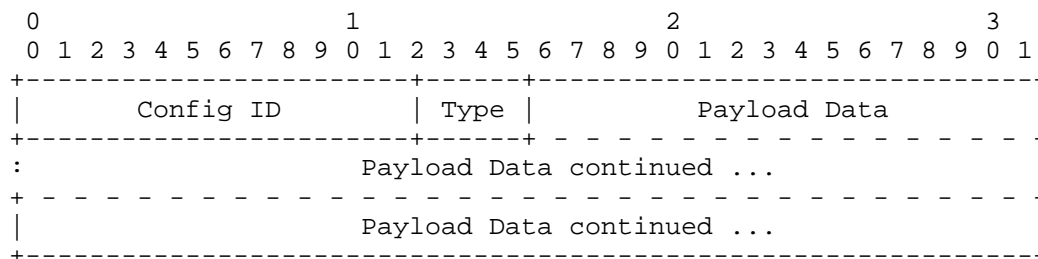 0                   1                   2                   3
0 1 2 3 4 5 6 7 8 9 0 1 2 3 4 5 6 7 8 9 0 1 2 3 4 5 6 7 8 9 0 1
+------------------------+------+-------------------------------
|       Config ID        | Type |          Payload Data
+------------------------+------+ - - - - - - - - - - - - - - - -
:                     Payload Data continued ...
+ - - - - - - - - - - - - - - - - - - - - - - - - - - - - - - - -
|                     Payload Data continued ...
+---------------------------------------------------------------